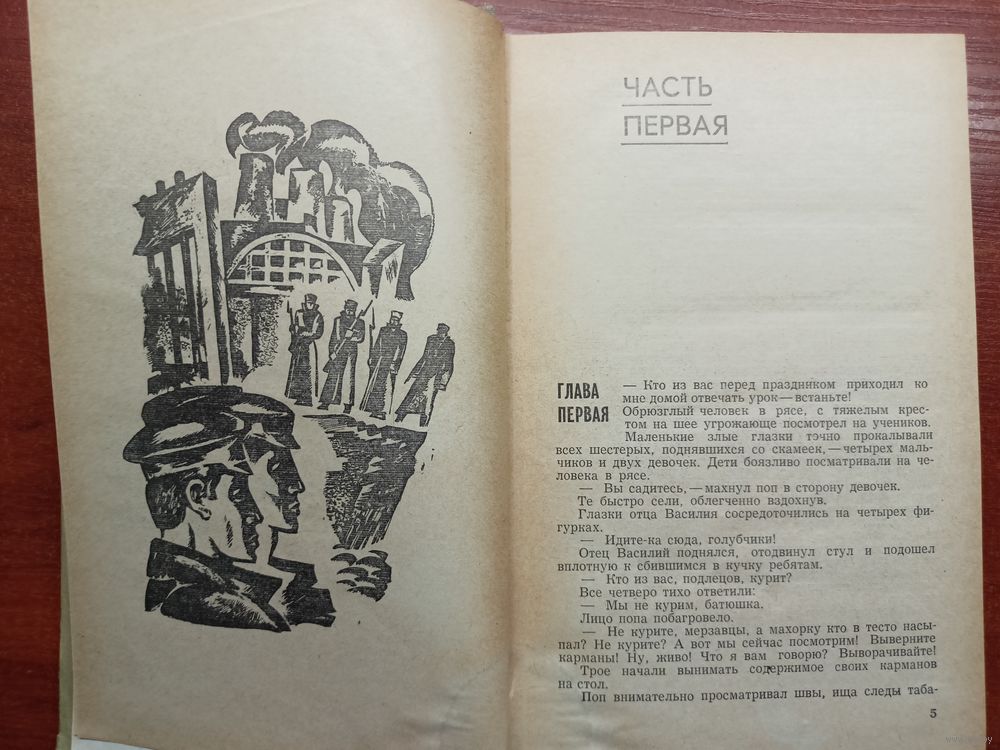 ЧАСТЬ
ПЕРВАЯ
ГЛАВА
ПЕРВАЯ
— Кто из вас перед праздником приходил ко
мне домой отвечать урок — встаньте!
Обрюзглый человек в рясе, с тяжелым крес-
том на шее угрожающе посмотрел на учеников.
Маленькие злые глазки точно прокалывали
всех шестерых, поднявшихся со скамеек, — четырех маль-
чиков и двух девочек. Дети боязливо посматривали на че-
ловека в рясе.
— Вы садитесь, — махнул поп в сторону девочек.
Те быстро сели, облегченно вздохнув.
Глазки отца Василия сосредоточились на четырех фи-
гурках.
— Идите-ка сюда, голубчики!
Отец Василий поднялся, отодвинул стул и подошел
вплотную к сбившимся в кучку ребятам.
— Кто из вас, подлецов, курит?
Все четверо тихо ответили:
— Мы не курим, батюшка.
Лицо попа побагровело.
— Не курите, мерзавцы, а махорку кто в тесто насы-
пал? Не курите? А вот мы сейчас посмотрим! Выверните
карманы! Ну, живо! Что я вам говорю? Выворачивайте!
Трое начали вынимать содержимое своих карманов
на стол.
Поп внимательно просматривал швы, ища следы таба-
5